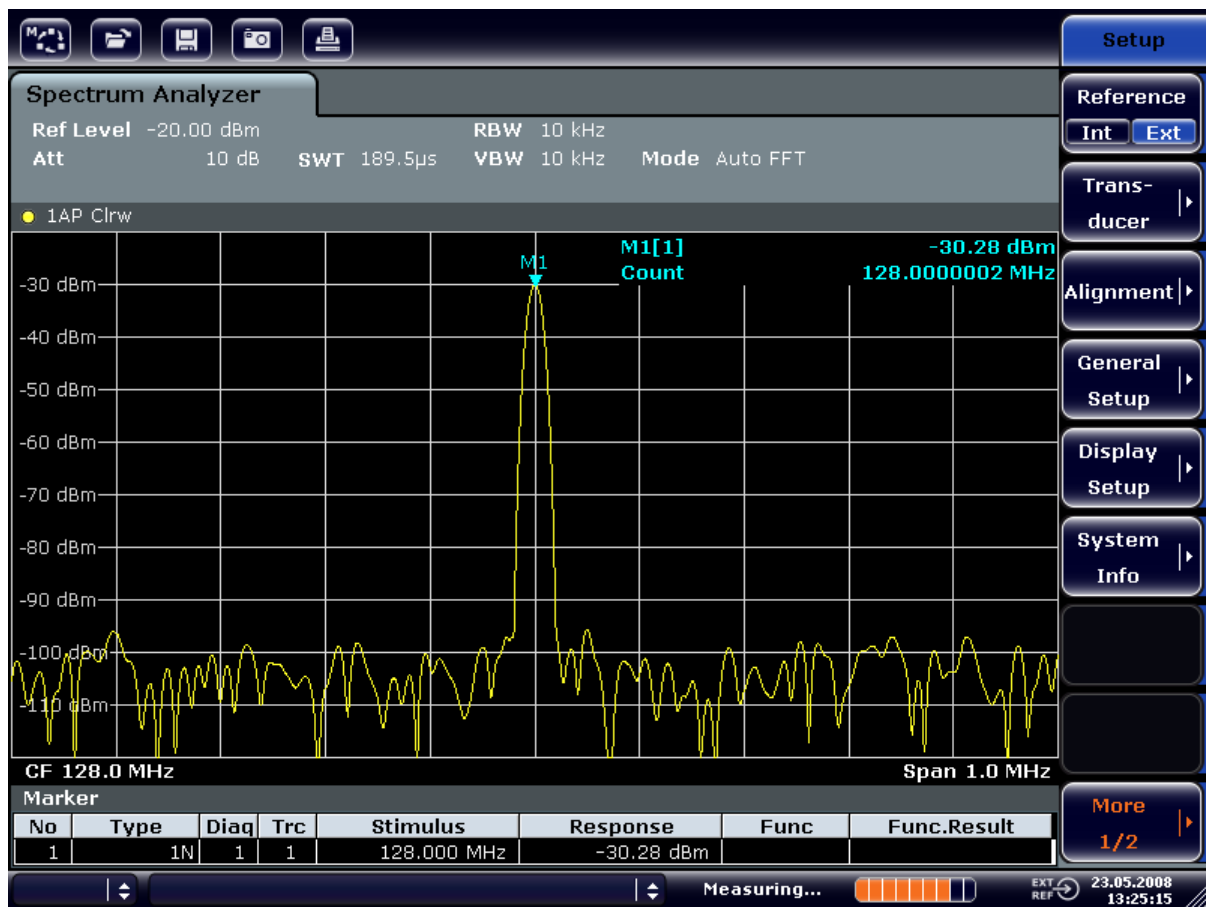 M
Setup
Spectrum Analyzer
Ref Level -20.00 dBm RBW 10 kHz
Att 10 dB SWT 189.5µs VBW 10 kHz Mode Auto FFT
1AP Clrw
M1[1] -30.28 dBm
Count 128.0000002 MHz
M1
-30 dBm
-40 dBm
-50 dBm
-60 dBm
-70 dBm
-80 dBm
-90 dBm
-100 dBm
-110 dBm
CF 128.0 MHz Span 1.0 MHz
Marker
No Type Diaq Trc Stimulus Response Func Func.Result
1 1N 1 1 128.000 MHz -30.28 dBm
Reference
Int Ext
Trans-
ducer
Alignment
General
Setup
Display
Setup
System
Info
More
1/2
Measuring...
EXT
REF
23.05.2008
13:25:15